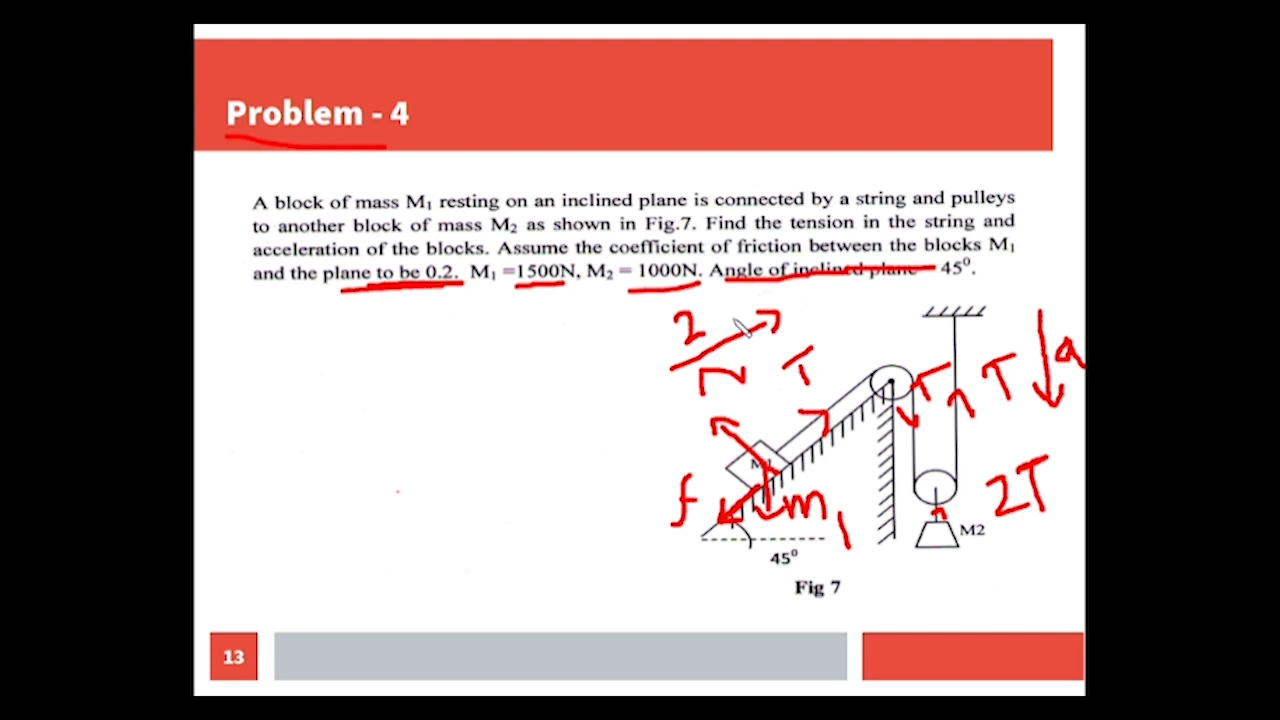 Problem - 4
A block of mass M₁ resting on an inclined plane is connected by a string and pulleys
to another block of mass M₂ as shown in Fig.7. Find the tension in the string and
acceleration of the blocks. Assume the coefficient of friction between the blocks M₁
and the plane to be 0.2. M₁ =1500N, M₂ = 1000N. Angle of inclined plane 45⁰.
2
N
T
T
T
a
M1
f
m1
2T
M2
45⁰
Fig 7
13